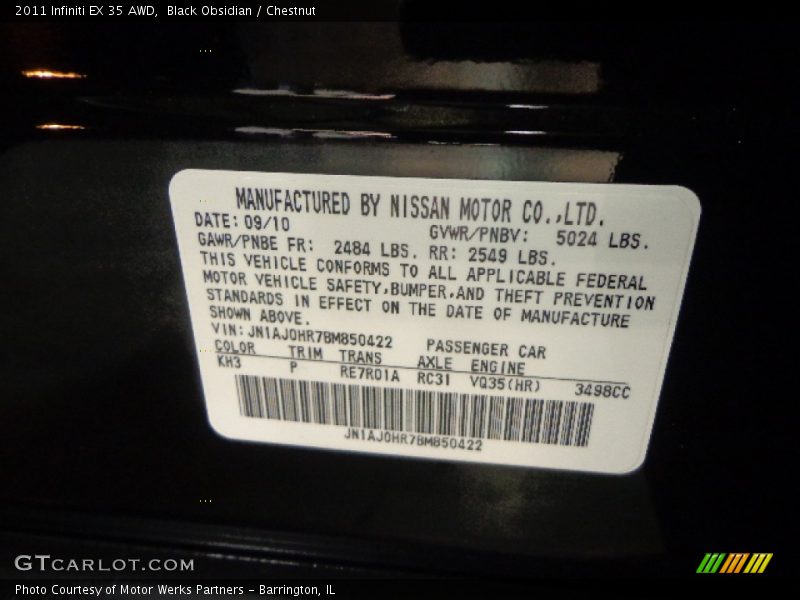 2011 Infiniti EX 35 AWD, Black Obsidian / Chestnut
MANUFACTURED BY NISSAN MOTOR CO.,LTD.
DATE: 09/10 GVWR/PNBV: 5024 LBS.
GAWR/PNBE FR: 2484 LBS. RR: 2549 LBS.
THIS VEHICLE CONFORMS TO ALL APPLICABLE FEDERAL
MOTOR VEHICLE SAFETY,BUMPER,AND THEFT PREVENTION
STANDARDS IN EFFECT ON THE DATE OF MANUFACTURE
SHOWN ABOVE.
VIN: JN1AJ0HR7BM850422 PASSENGER CAR
COLOR TRIM TRANS AXLE ENGINE
KH3 P RE7R01A RC31 VQ35(HR) 3498CC
JN1AJ0HR7BM850422
GTCARLOT.COM
Photo Courtesy of Motor Werks Partners - Barrington, IL